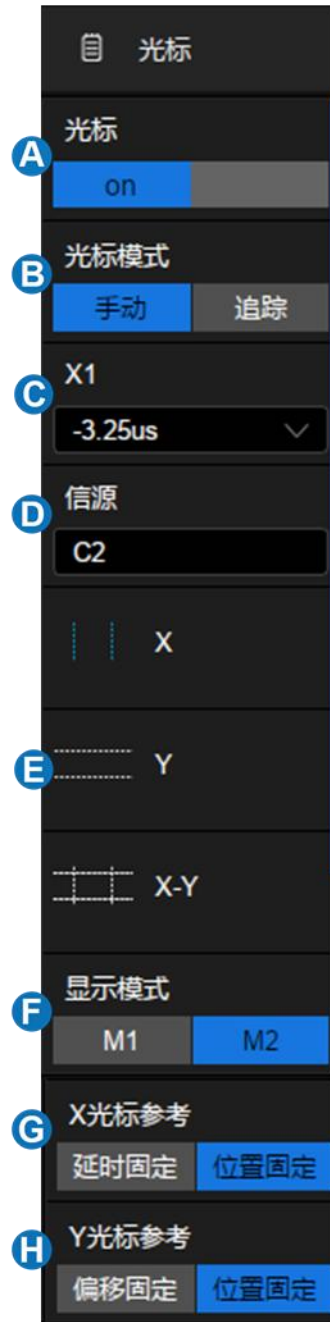 光标
A
光标
on
B
光标模式
手动 追踪
C
X1
-3.25us
D
信源
C2
X
E
Y
X-Y
F
显示模式
M1 M2
G
X光标参考
延时固定 位置固定
H
Y光标参考
偏移固定 位置固定